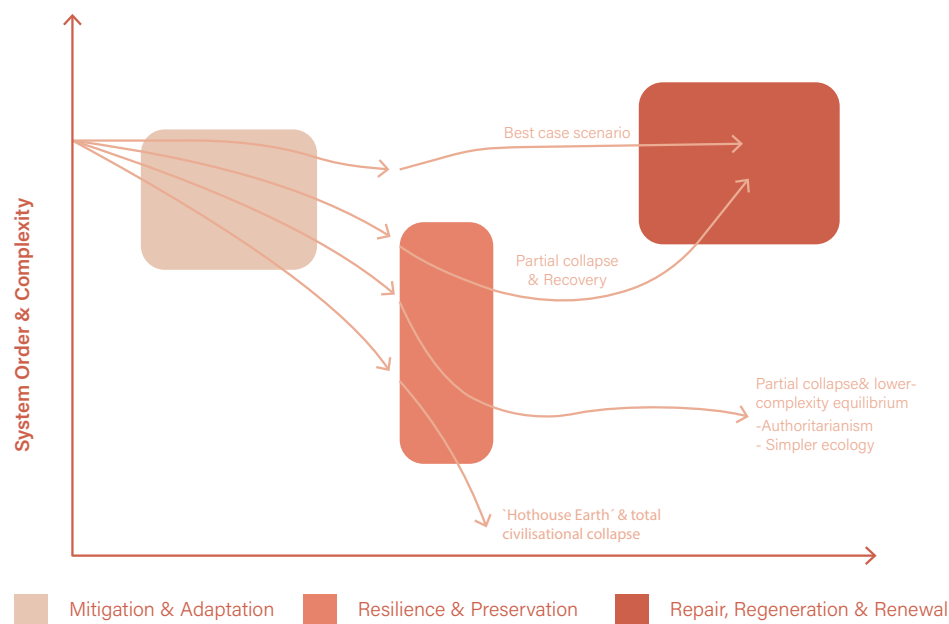 System Order & Complexity
Best case scenario
Partial collapse
& Recovery
Partial collapse& lower-
complexity equilibrium
-Authoritarianism
- Simpler ecology
`Hothouse Earth´ & total
civilisational collapse
Mitigation & Adaptation
Resilience & Preservation
Repair, Regeneration & Renewal